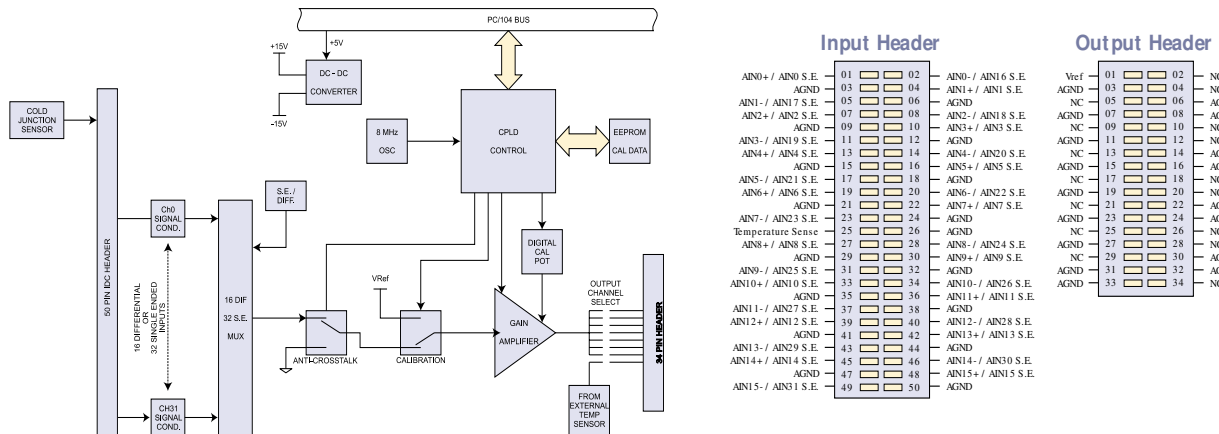 PC/104 BUS
+5V
+15V
-15V
DC - DC
CONVERTER
COLD
JUNCTION
SENSOR
8 MHz
OSC
CPLD
CONTROL
EEPROM
CAL DATA
S.E. /
DIFF.
50 PIN IDC HEADER
Ch0
SIGNAL
COND.
16 DIFFERENTIAL
OR
32 SINGLE ENDED
INPUTS
CH31
SIGNAL
COND.
16 DIF
32 S.E.
MUX
ANTI-CROSSTALK
VRef
CALIBRATION
DIGITAL
CAL
POT
GAIN
AMPLIFIER
OUTPUT
CHANNEL
SELECT
34 PIN HEADER
FROM
EXTERNAL
TEMP
SENSOR
Input Header
AIN0+ / AIN0 S.E. 01 02 AIN0- / AIN16 S.E.
AGND 03 04 AIN1+ / AIN1 S.E.
AIN1- / AIN17 S.E. 05 06 AGND
AIN2+ / AIN2 S.E. 07 08 AIN2- / AIN18 S.E.
AGND 09 10 AIN3+ / AIN3 S.E.
AIN3- / AIN19 S.E. 11 12 AGND
AIN4+ / AIN4 S.E. 13 14 AIN4- / AIN20 S.E.
AGND 15 16 AIN5+ / AIN5 S.E.
AIN5- / AIN21 S.E. 17 18 AGND
AIN6+ / AIN6 S.E. 19 20 AIN6- / AIN22 S.E.
AGND 21 22 AIN7+ / AIN7 S.E.
AIN7- / AIN23 S.E. 23 24 AGND
Temperature Sense 25 26 AGND
AIN8+ / AIN8 S.E. 27 28 AIN8- / AIN24 S.E.
AGND 29 30 AIN9+ / AIN9 S.E.
AIN9- / AIN25 S.E. 31 32 AGND
AIN10+ / AIN10 S.E. 33 34 AIN10- / AIN26 S.E.
AGND 35 36 AIN11+ / AIN11 S.E.
AIN11- / AIN27 S.E. 37 38 AGND
AIN12+ / AIN12 S.E. 39 40 AIN12- / AIN28 S.E.
AGND 41 42 AIN13+ / AIN13 S.E.
AIN13- / AIN29 S.E. 43 44 AGND
AIN14+ / AIN14 S.E. 45 46 AIN14- / AIN30 S.E.
AGND 47 48 AIN15+ / AIN15 S.E.
AIN15- / AIN31 S.E. 49 50 AGND
Output Header
Vref 01 02
AGND 03 04
NC 05 06
AGND 07 08
NC 09 10
AGND 11 12
NC 13 14
AGND 15 16
NC 17 18
AGND 19 20
NC 21 22
AGND 23 24
NC 25 26
AGND 27 28
NC 29 30
AGND 31 32
AGND 33 34